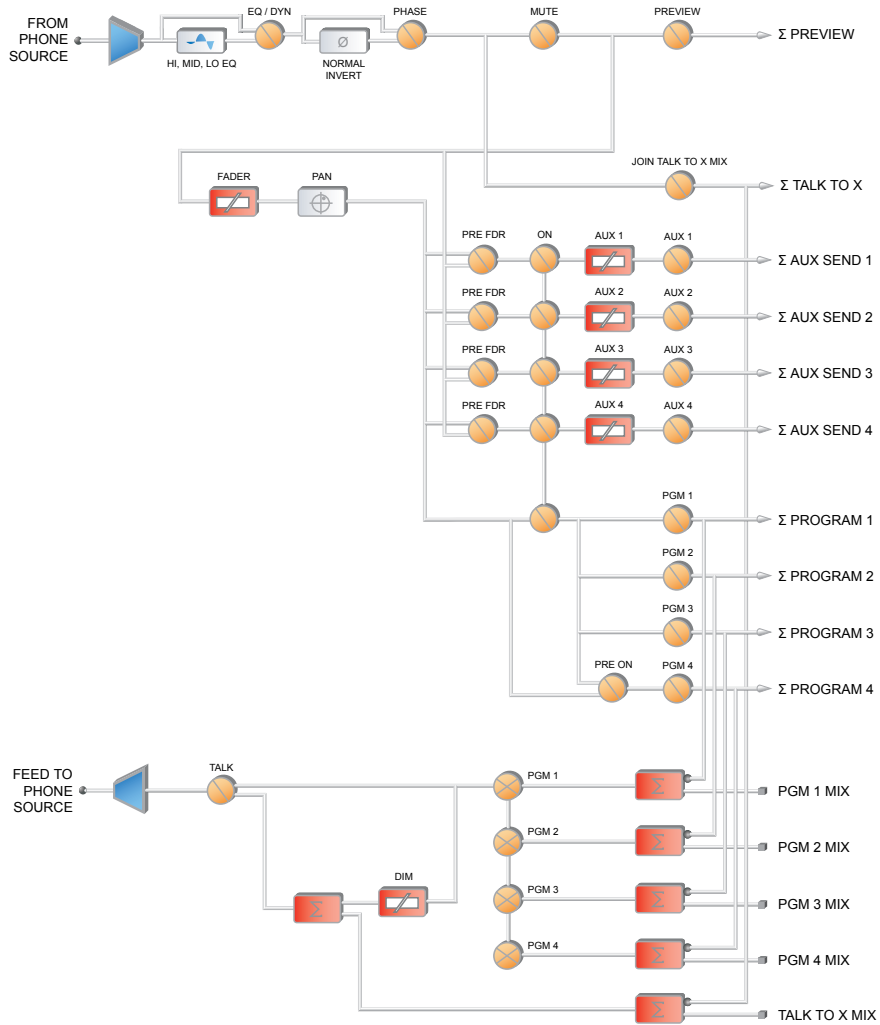 FROM
PHONE
SOURCE
EQ / DYN
HI, MID, LO EQ
Ø
NORMAL
INVERT
PHASE
MUTE
PREVIEW
Σ PREVIEW
JOIN TALK TO X MIX
Σ TALK TO X
FADER
PAN
PRE FDR
ON
AUX 1
AUX 1
Σ AUX SEND 1
PRE FDR
AUX 2
AUX 2
Σ AUX SEND 2
PRE FDR
AUX 3
AUX 3
Σ AUX SEND 3
PRE FDR
AUX 4
AUX 4
Σ AUX SEND 4
PGM 1
Σ PROGRAM 1
PGM 2
Σ PROGRAM 2
PGM 3
Σ PROGRAM 3
PRE ON
PGM 4
Σ PROGRAM 4
FEED TO
PHONE
SOURCE
TALK
PGM 1
Σ
PGM 1 MIX
PGM 2
Σ
PGM 2 MIX
DIM
Σ
PGM 3
Σ
PGM 3 MIX
PGM 4
Σ
PGM 4 MIX
Σ
TALK TO X MIX